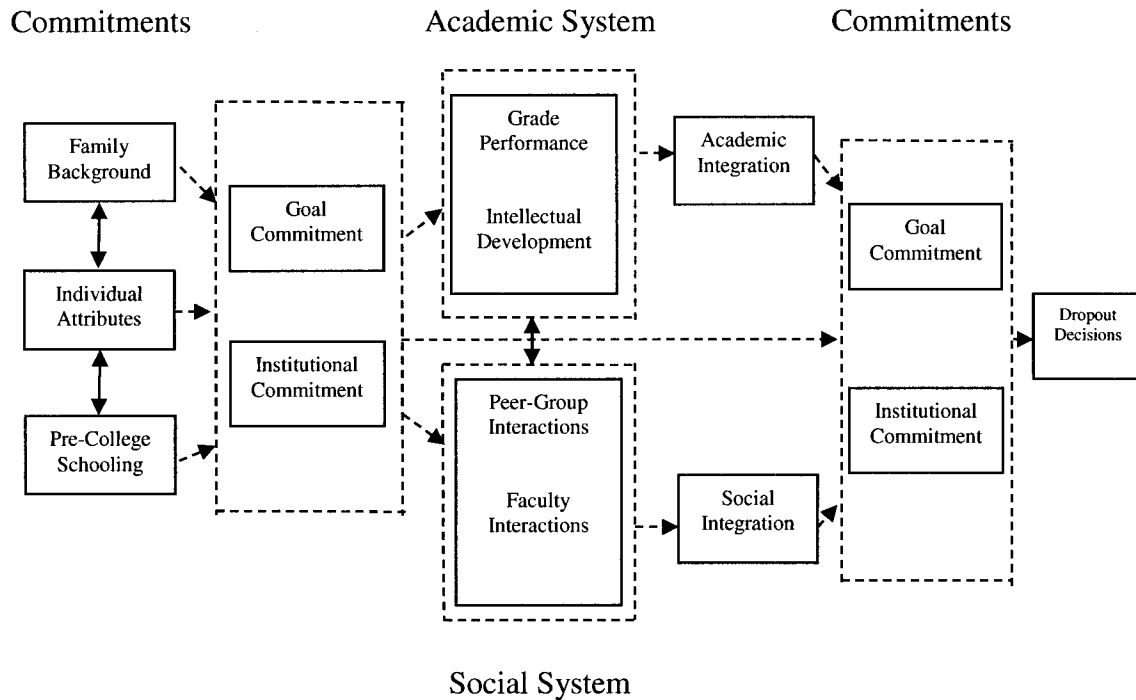 Commitments
Academic System
Commitments
Family
Background
Individual
Attributes
Pre-College
Schooling
Goal
Commitment
Institutional
Commitment
Grade
Performance
Intellectual
Development
Peer-Group
Interactions
Faculty
Interactions
Academic
Integration
Social
Integration
Goal
Commitment
Institutional
Commitment
Dropout
Decisions
Social System